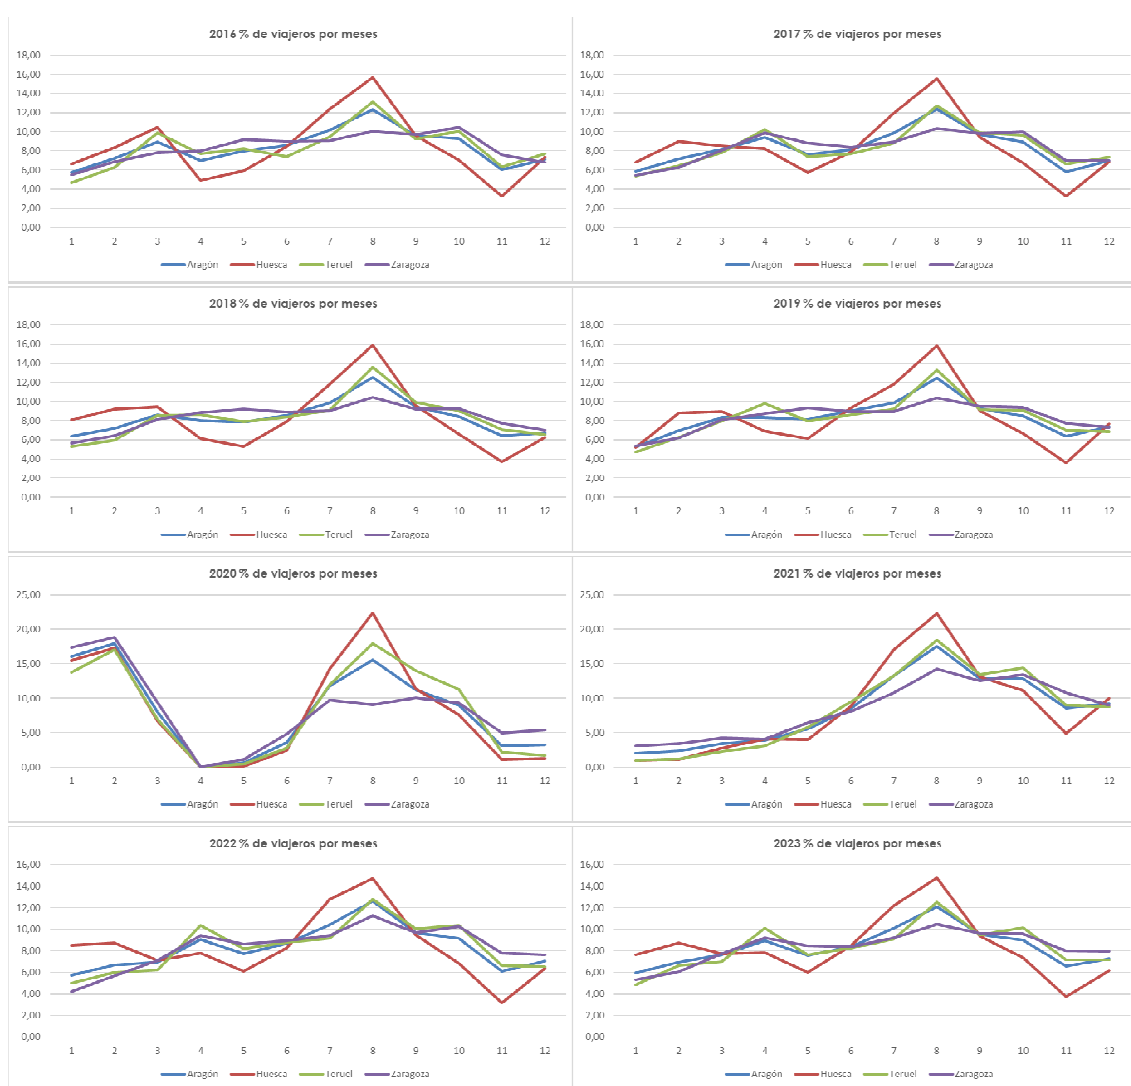 2016 % de viajeros por meses
18,00
16,00
14,00
12,00
10,00
8,00
6,00
4,00
2,00
0,00
1 2 3 4 5 6 7 8 9 10 11 12
Aragón Huesca Teruel Zaragoza
2017 % de viajeros por meses
18,00
16,00
14,00
12,00
10,00
8,00
6,00
4,00
2,00
0,00
1 2 3 4 5 6 7 8 9 10 11 12
Aragón Huesca Teruel Zaragoza
2018 % de viajeros por meses
18,00
16,00
14,00
12,00
10,00
8,00
6,00
4,00
2,00
0,00
1 2 3 4 5 6 7 8 9 10 11 12
Aragón Huesca Teruel Zaragoza
2019 % de viajeros por meses
18,00
16,00
14,00
12,00
10,00
8,00
6,00
4,00
2,00
0,00
1 2 3 4 5 6 7 8 9 10 11 12
Aragón Huesca Teruel Zaragoza
2020 % de viajeros por meses
25,00
20,00
15,00
10,00
5,00
0,00
1 2 3 4 5 6 7 8 9 10 11 12
Aragón Huesca Teruel Zaragoza
2021 % de viajeros por meses
25,00
20,00
15,00
10,00
5,00
0,00
1 2 3 4 5 6 7 8 9 10 11 12
Aragón Huesca Teruel Zaragoza
2022 % de viajeros por meses
16,00
14,00
12,00
10,00
8,00
6,00
4,00
2,00
0,00
1 2 3 4 5 6 7 8 9 10 11 12
Aragón Huesca Teruel Zaragoza
2023 % de viajeros por meses
16,00
14,00
12,00
10,00
8,00
6,00
4,00
2,00
0,00
1 2 3 4 5 6 7 8 9 10 11 12
Aragón Huesca Teruel Zaragoza